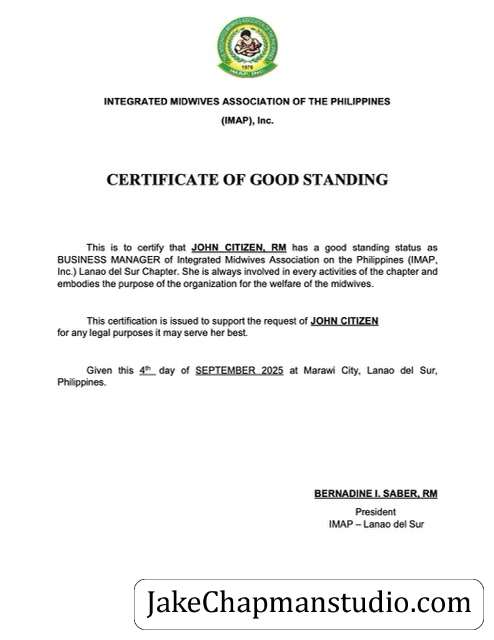 INTEGRATED MIDWIVES ASSOCIATION OF THE PHILIPPINES
IMAP, INC.
1974
INTEGRATED MIDWIVES ASSOCIATION OF THE PHILIPPINES
(IMAP), Inc.
CERTIFICATE OF GOOD STANDING
This is to certify that JOHN CITIZEN, RM has a good standing status as
BUSINESS MANAGER of Integrated Midwives Association on the Philippines (IMAP,
Inc.) Lanao del Sur Chapter. She is always involved in every activities of the chapter and
embodies the purpose of the organization for the welfare of the midwives.
This certification is issued to support the request of JOHN CITIZEN
for any legal purposes it may serve her best.
Given this 4th day of SEPTEMBER 2025 at Marawi City, Lanao del Sur,
Philippines.
BERNADINE I. SABER, RM
President
IMAP – Lanao del Sur
JakeChapmanstudio.com